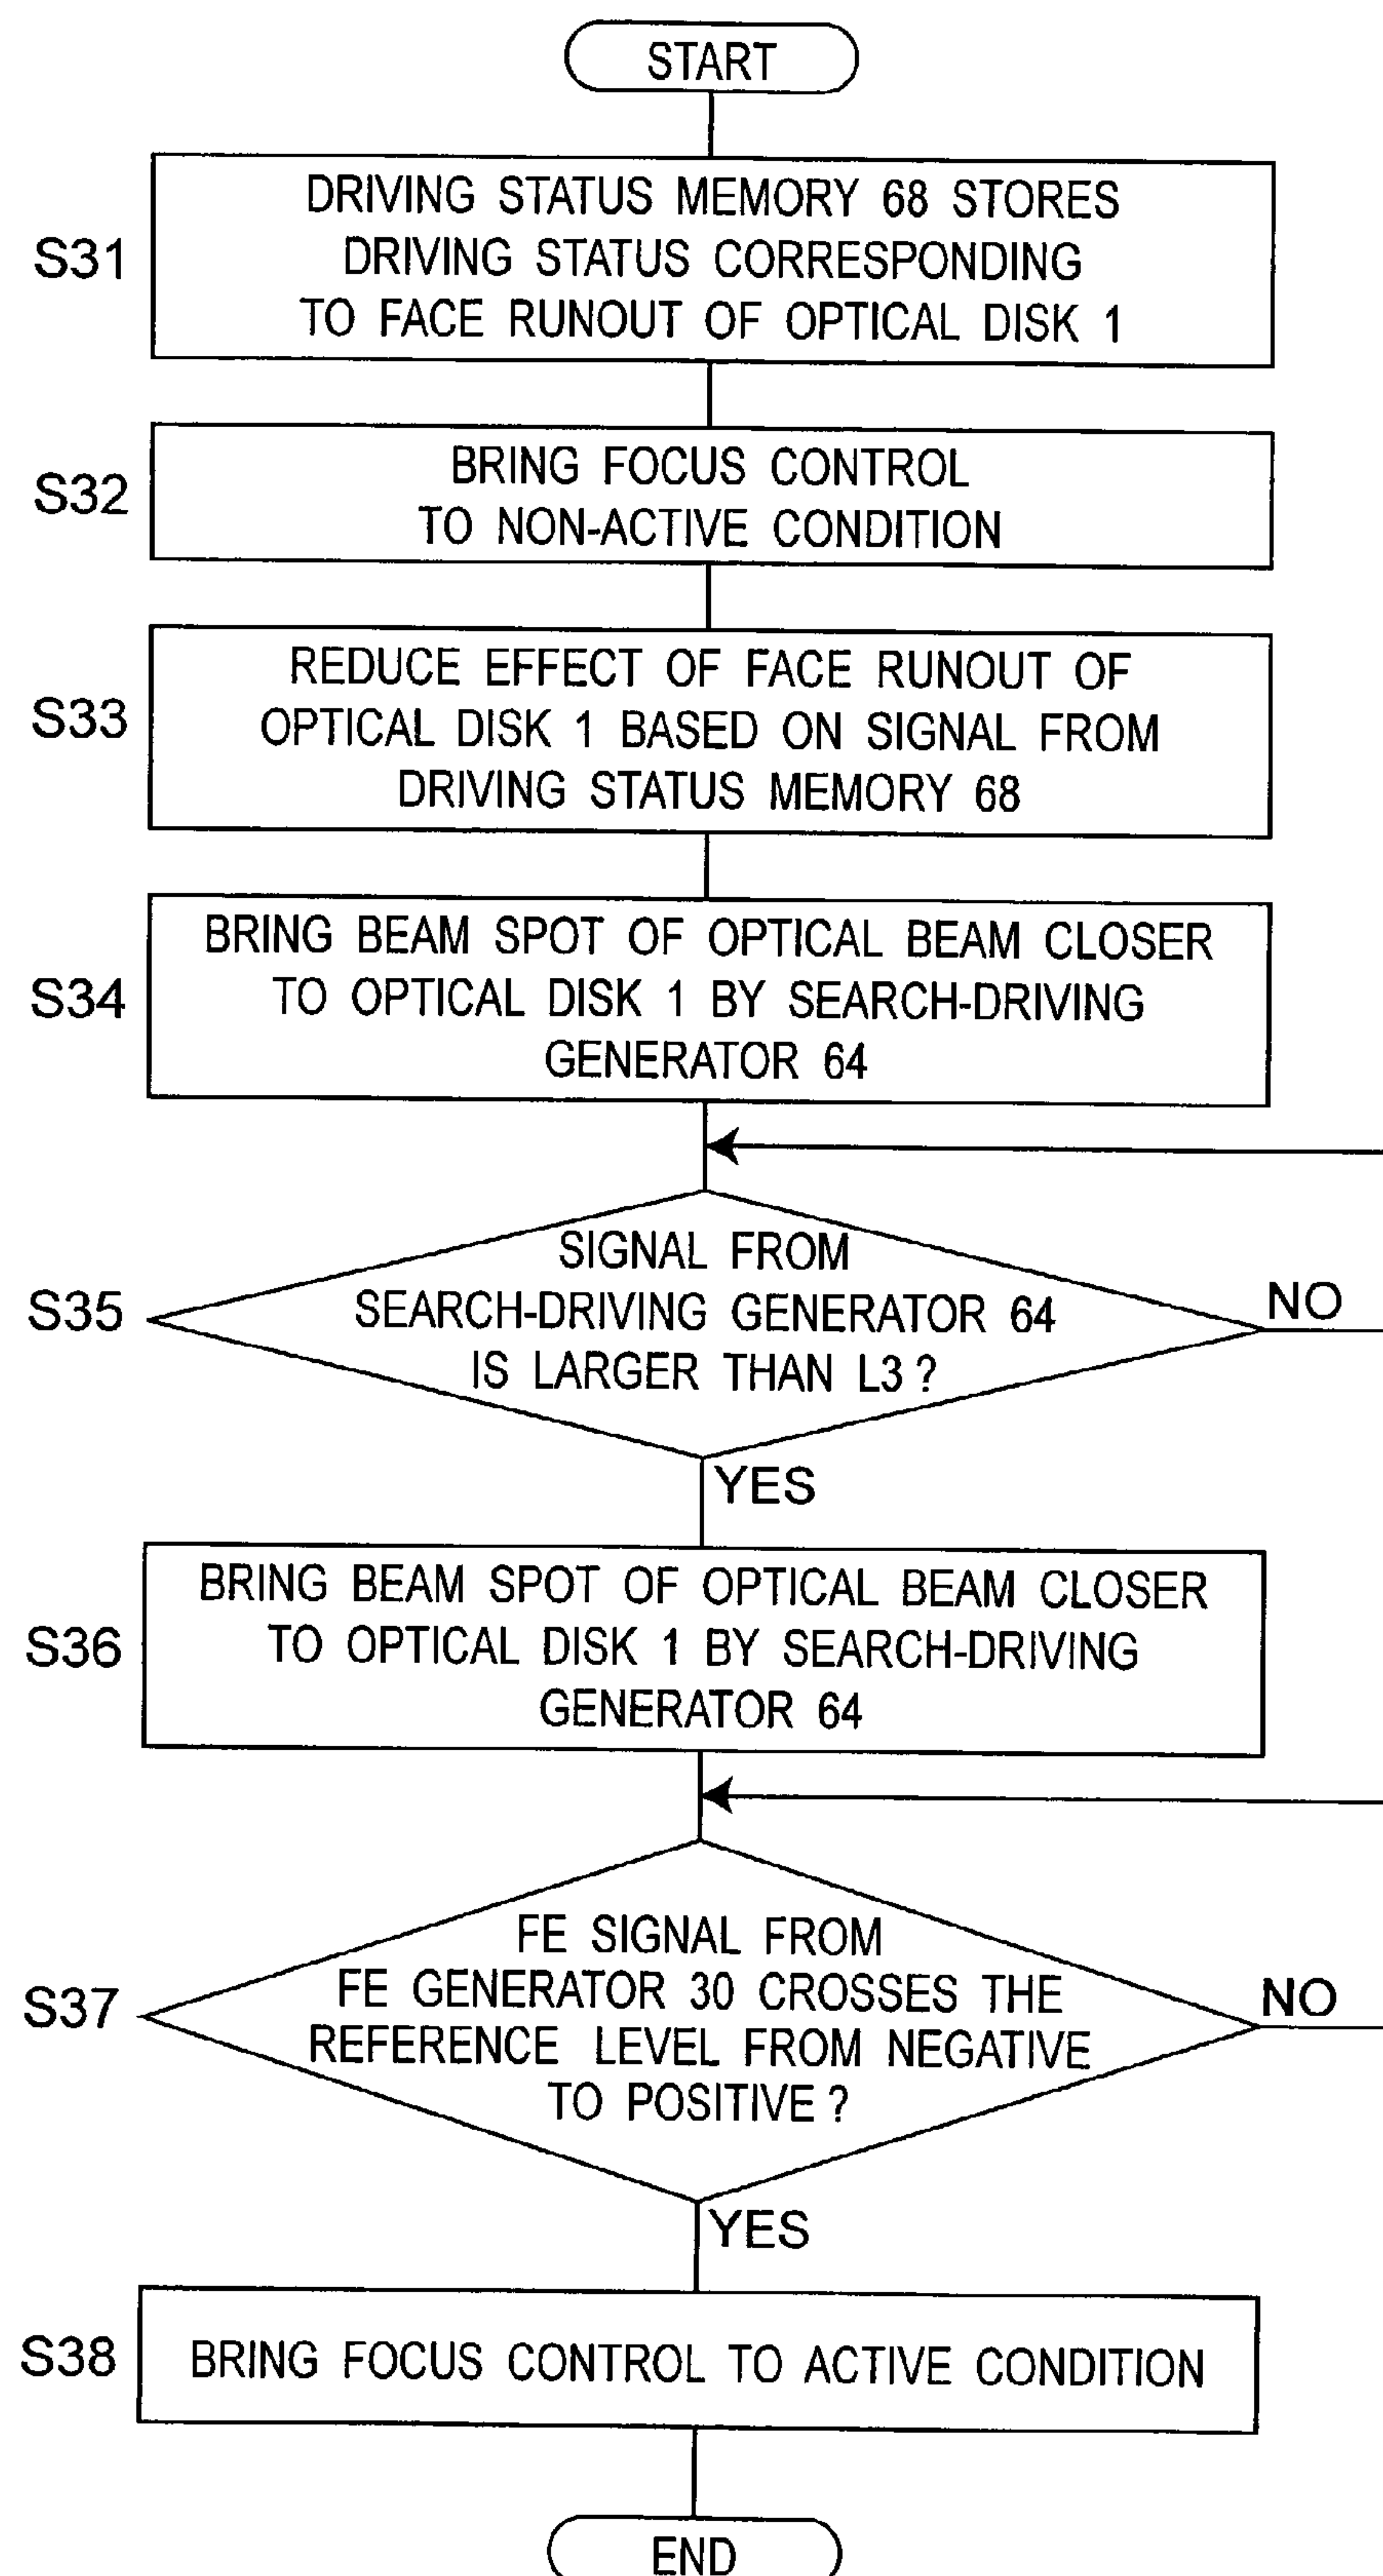 START
S31
DRIVING STATUS MEMORY 68 STORES
DRIVING STATUS CORRESPONDING
TO FACE RUNOUT OF OPTICAL DISK 1
S32
BRING FOCUS CONTROL
TO NON-ACTIVE CONDITION
S33
REDUCE EFFECT OF FACE RUNOUT OF
OPTICAL DISK 1 BASED ON SIGNAL FROM
DRIVING STATUS MEMORY 68
S34
BRING BEAM SPOT OF OPTICAL BEAM CLOSER
TO OPTICAL DISK 1 BY SEARCH-DRIVING
GENERATOR 64
S35
SIGNAL FROM
SEARCH-DRIVING GENERATOR 64
IS LARGER THAN L3 ?
NO
YES
S36
BRING BEAM SPOT OF OPTICAL BEAM CLOSER
TO OPTICAL DISK 1 BY SEARCH-DRIVING
GENERATOR 64
S37
FE SIGNAL FROM
FE GENERATOR 30 CROSSES THE
REFERENCE LEVEL FROM NEGATIVE
TO POSITIVE ?
NO
YES
S38
BRING FOCUS CONTROL TO ACTIVE CONDITION
END